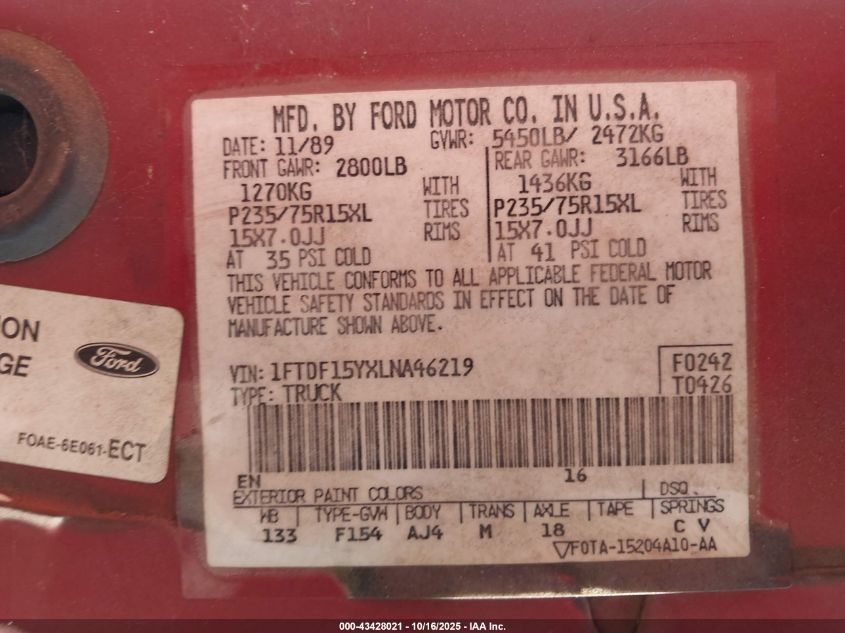 MFD. BY FORD MOTOR CO. IN U.S.A.
DATE: 11/89 GVWR: 5450LB/ 2472KG
FRONT GAWR: 2800LB REAR GAWR: 3166LB
1270KG WITH 1436KG WITH
P235/75R15XL TIRES P235/75R15XL TIRES
15X7.0JJ RIMS 15X7.0JJ RIMS
AT 35 PSI COLD AT 41 PSI COLD
THIS VEHICLE CONFORMS TO ALL APPLICABLE FEDERAL MOTOR
VEHICLE SAFETY STANDARDS IN EFFECT ON THE DATE OF
MANUFACTURE SHOWN ABOVE.
VIN: 1FTDF15YXLNA46219 F0242
TYPE: TRUCK T0426
EN 16
EXTERIOR PAINT COLORS DSO
WB TYPE-GVW BODY TRANS AXLE TAPE SPRINGS
133 F154 AJ4 M 18 C V
F0TA-15204A10-AA
ION
GE
Ford
FOAE-6E061-ECT
000-43428021 - 10/16/2025 - IAA Inc.